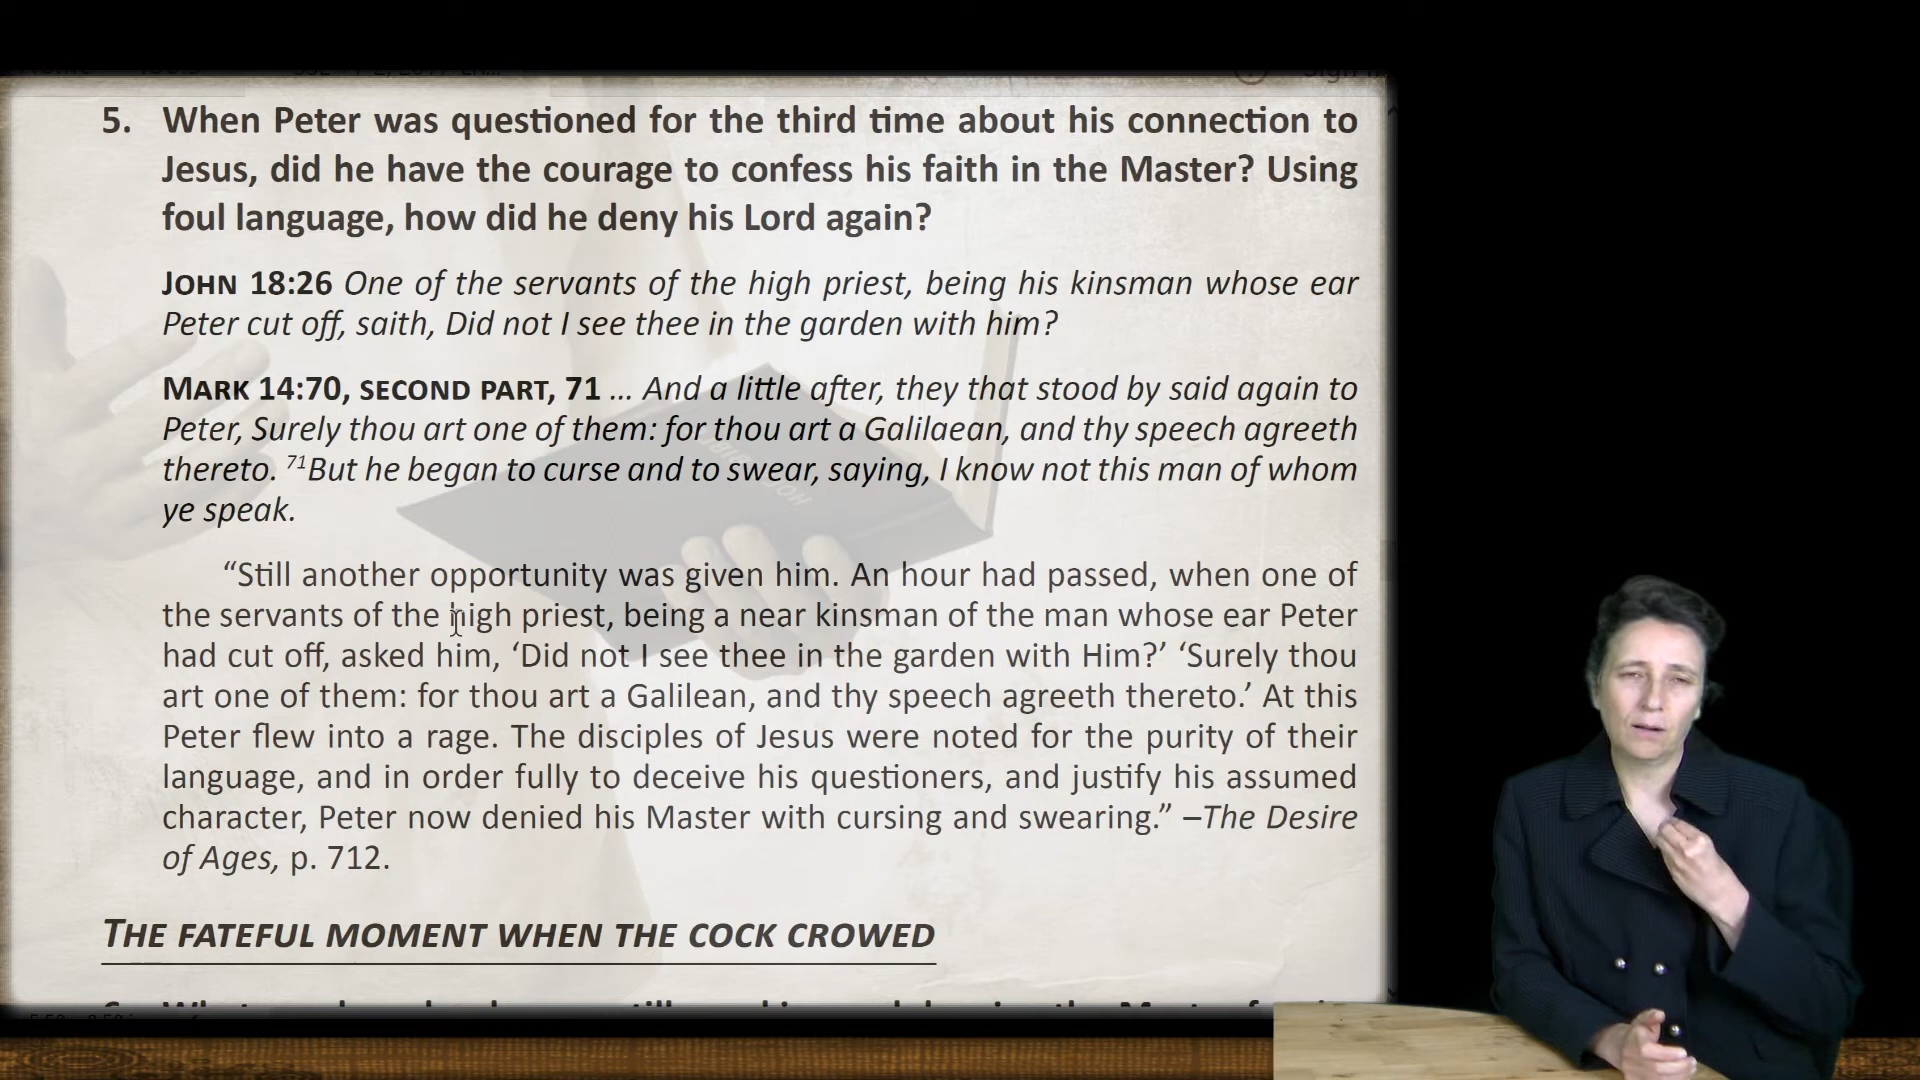 5. When Peter was questioned for the third time about his connection to
Jesus, did he have the courage to confess his faith in the Master? Using
foul language, how did he deny his Lord again?
JOHN 18:26 One of the servants of the high priest, being his kinsman whose ear
Peter cut off, saith, Did not I see thee in the garden with him?
MARK 14:70, SECOND PART, 71 ... And a little after, they that stood by said again to
Peter, Surely thou art one of them: for thou art a Galilaean, and thy speech agreeth
thereto. 71But he began to curse and to swear, saying, I know not this man of whom
ye speak.
“Still another opportunity was given him. An hour had passed, when one of
the servants of the high priest, being a near kinsman of the man whose ear Peter
had cut off, asked him, ‘Did not I see thee in the garden with Him?’ ‘Surely thou
art one of them: for thou art a Galilean, and thy speech agreeth thereto.’ At this
Peter flew into a rage. The disciples of Jesus were noted for the purity of their
language, and in order fully to deceive his questioners, and justify his assumed
character, Peter now denied his Master with cursing and swearing.” –The Desire
of Ages, p. 712.
THE FATEFUL MOMENT WHEN THE COCK CROWED